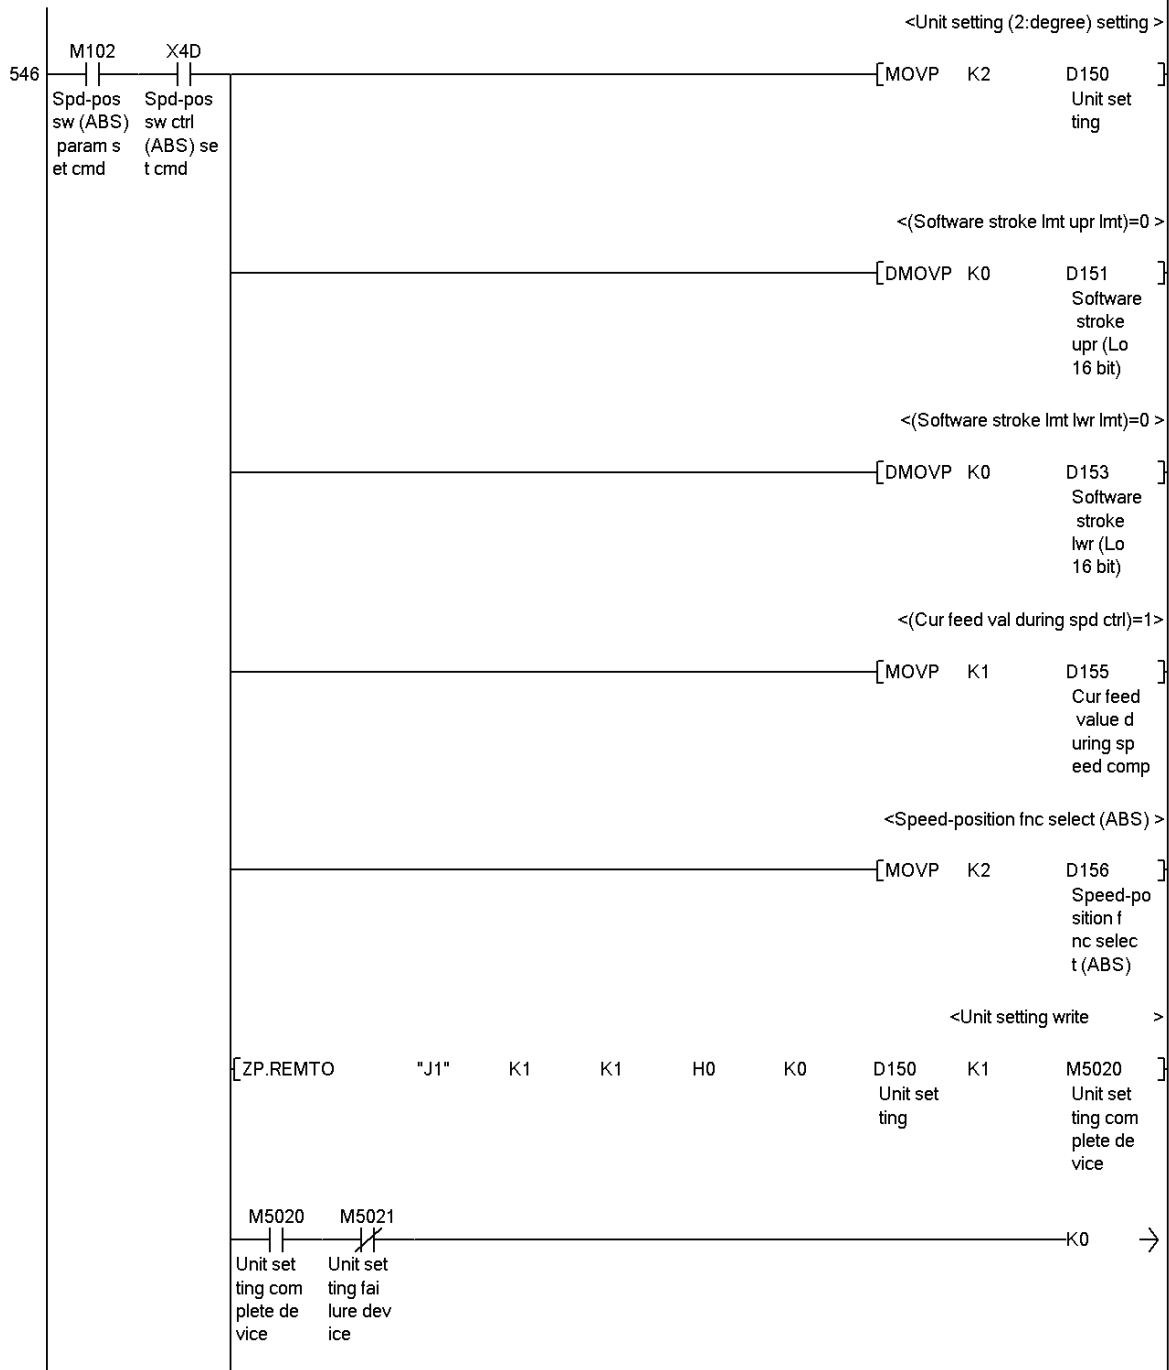 <Unit setting (2:degree) setting >
M102 X4D
546 [MOVP K2 D150 ]
Spd-pos Spd-pos Unit set
sw (ABS) sw ctrl ting
param s (ABS) se
et cmd t cmd
<(Software stroke lmt upr lmt)=0 >
[DMOVP K0 D151 ]
Software
stroke
upr (Lo
16 bit)
<(Software stroke lmt lwr lmt)=0 >
[DMOVP K0 D153 ]
Software
stroke
lwr (Lo
16 bit)
<(Cur feed val during spd ctrl)=1>
[MOVP K1 D155 ]
Cur feed
value d
uring sp
eed comp
<Speed-position fnc select (ABS) >
[MOVP K2 D156 ]
Speed-po
sition f
nc selec
t (ABS)
<Unit setting write >
[ZP.REMTO "J1" K1 K1 H0 K0 D150 K1 M5020 ]
Unit set Unit set
ting ting com
plete de
vice
M5020 M5021
K0
Unit set Unit set
ting com ting fai
plete de lure dev
vice ice